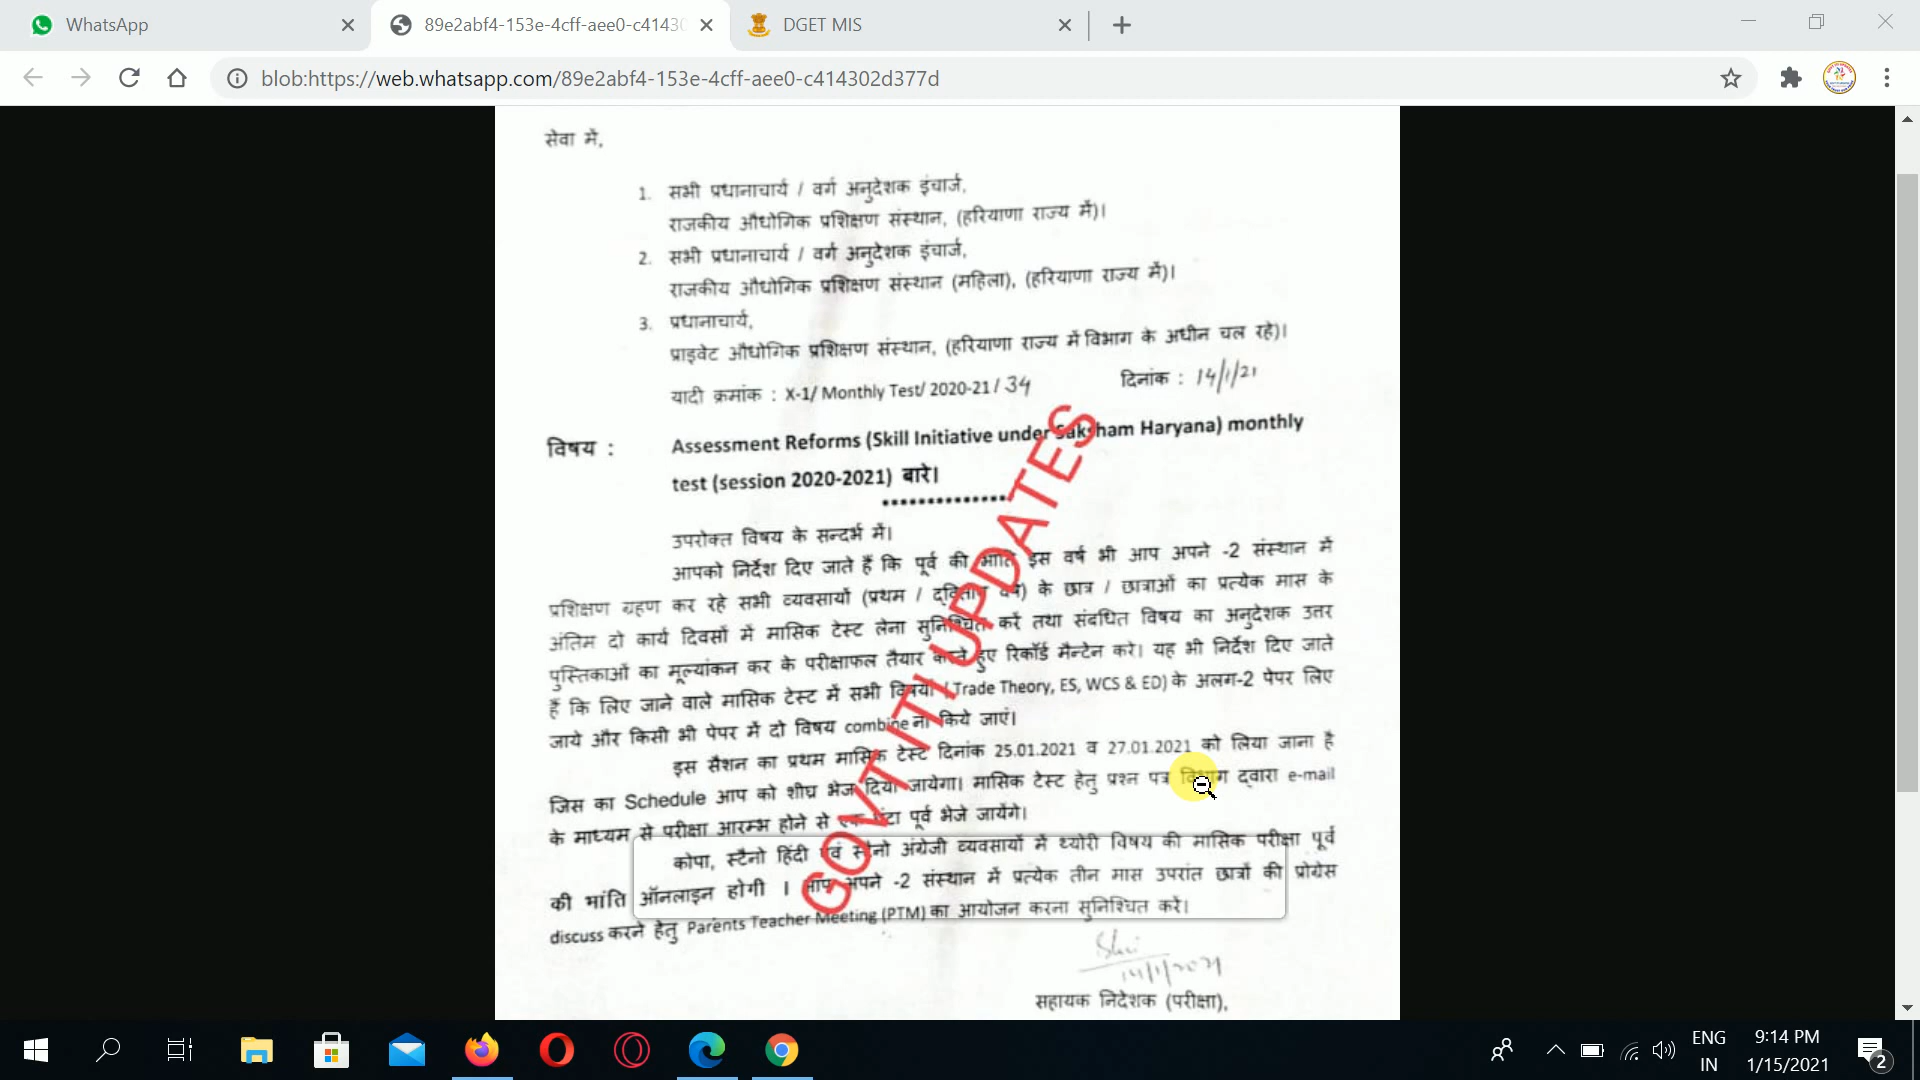 WhatsApp
89e2abf4-153e-4cff-aee0-c41430
DGET MIS
blob:https://web.whatsapp.com/89e2abf4-153e-4cff-aee0-c414302d377d
सेवा में,
1. सभी प्रधानाचार्य / वर्ग अनुदेशक इंचार्ज,
राजकीय औधोगिक प्रशिक्षण संस्थान, (हरियाणा राज्य में)।
2. सभी प्रधानाचार्य / वर्ग अनुदेशक इंचार्ज,
राजकीय औधोगिक प्रशिक्षण संस्थान (महिला), (हरियाणा राज्य में)।
3. प्रधानाचार्य,
प्राइवेट औधोगिक प्रशिक्षण संस्थान, (हरियाणा राज्य में विभाग के अधीन चल रहे)।
यादी क्रमांक : X-1/ Monthly Test/ 2020-21 / 34 दिनांक : 14/1/21
विषय : Assessment Reforms (Skill Initiative under Saksham Haryana) monthly
test (session 2020-2021) बारे।
उपरोक्त विषय के सन्दर्भ में।
आपको निर्देश दिए जाते हैं कि पूर्व की भांति इस वर्ष भी आप अपने -2 संस्थान में
प्रशिक्षण ग्रहण कर रहे सभी व्यवसायों (प्रथम / द्वितीय वर्ष) के छात्र / छात्राओं का प्रत्येक मास के
अंतिम दो कार्य दिवसों में मासिक टेस्ट लेना सुनिश्चित करें तथा संबधित विषय का अनुदेशक उत्तर
पुस्तिकाओं का मूल्यांकन कर के परीक्षाफल तैयार करते हुए रिकॉर्ड मैन्टेन करे। यह भी निर्देश दिए जाते
हैं कि लिए जाने वाले मासिक टेस्ट में सभी विषयों (Trade Theory, ES, WCS & ED) के अलग-2 पेपर लिए
जाये और किसी भी पेपर में दो विषय combine ना किये जाएं।
इस सैशन का प्रथम मासिक टेस्ट दिनांक 25.01.2021 व 27.01.2021 को लिया जाना है
जिस का Schedule आप को शीघ्र भेज दिया जायेगा। मासिक टेस्ट हेतु प्रश्न पत्र विभाग द्वारा e-mail
के माध्यम से परीक्षा आरम्भ होने से एक घंटा पूर्व भेजे जायेंगे।
कोपा, स्टैनो हिंदी एवं स्टैनो अंग्रेजी व्यवसायों में थ्योरी विषय की मासिक परीक्षा पूर्व
की भांति ऑनलाइन होगी । आप अपने -2 संस्थान में प्रत्येक तीन मास उपरांत छात्रों की प्रोग्रेस
discuss करने हेतु Parents Teacher Meeting (PTM) का आयोजन करना सुनिश्चित करें।
14/1/2021
सहायक निदेशक (परीक्षा),
GOVT ITI UPDATES
ENG
IN
9:14 PM
1/15/2021
2